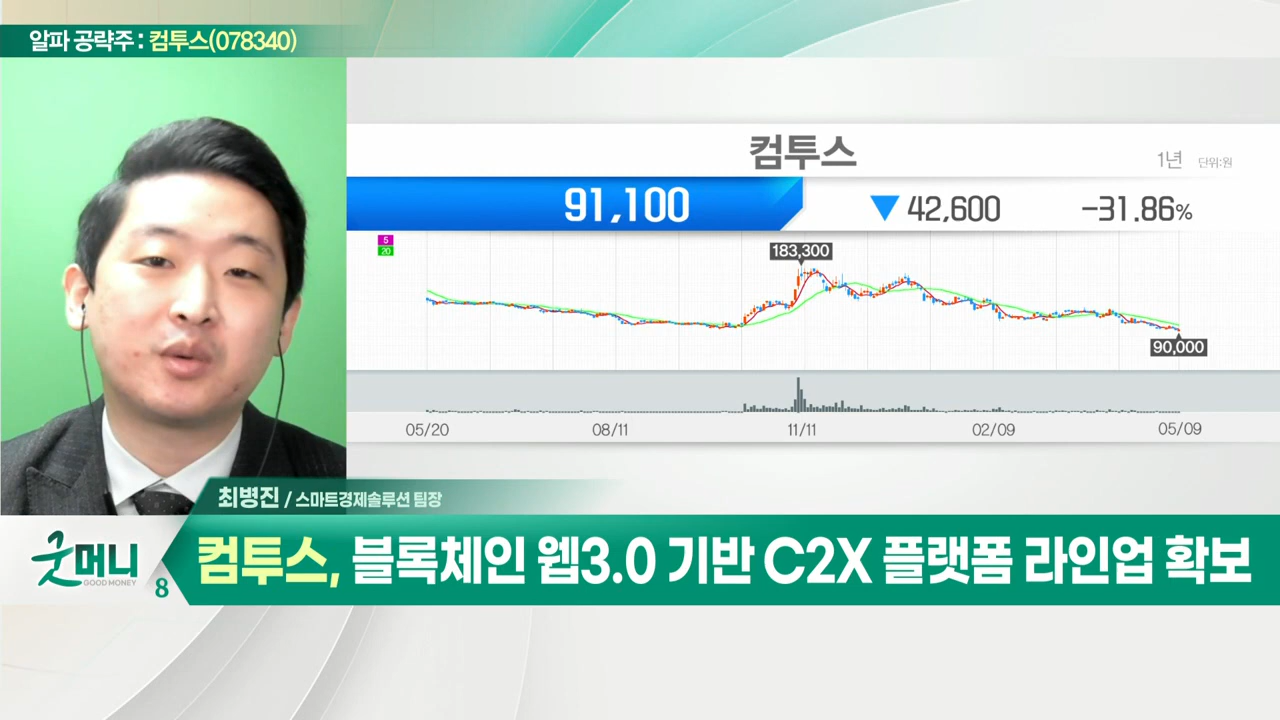 알파 공략주 : 컴투스(078340)
컴투스
1년 단위:원
91,100 ▼ 42,600 -31.86%
5
20
183,300
90,000
05/20 08/11 11/11 02/09 05/09
최병진 / 스마트경제솔루션 팀장
굿머니
GOOD MONEY
8
컴투스, 블록체인 웹3.0 기반 C2X 플랫폼 라인업 확보